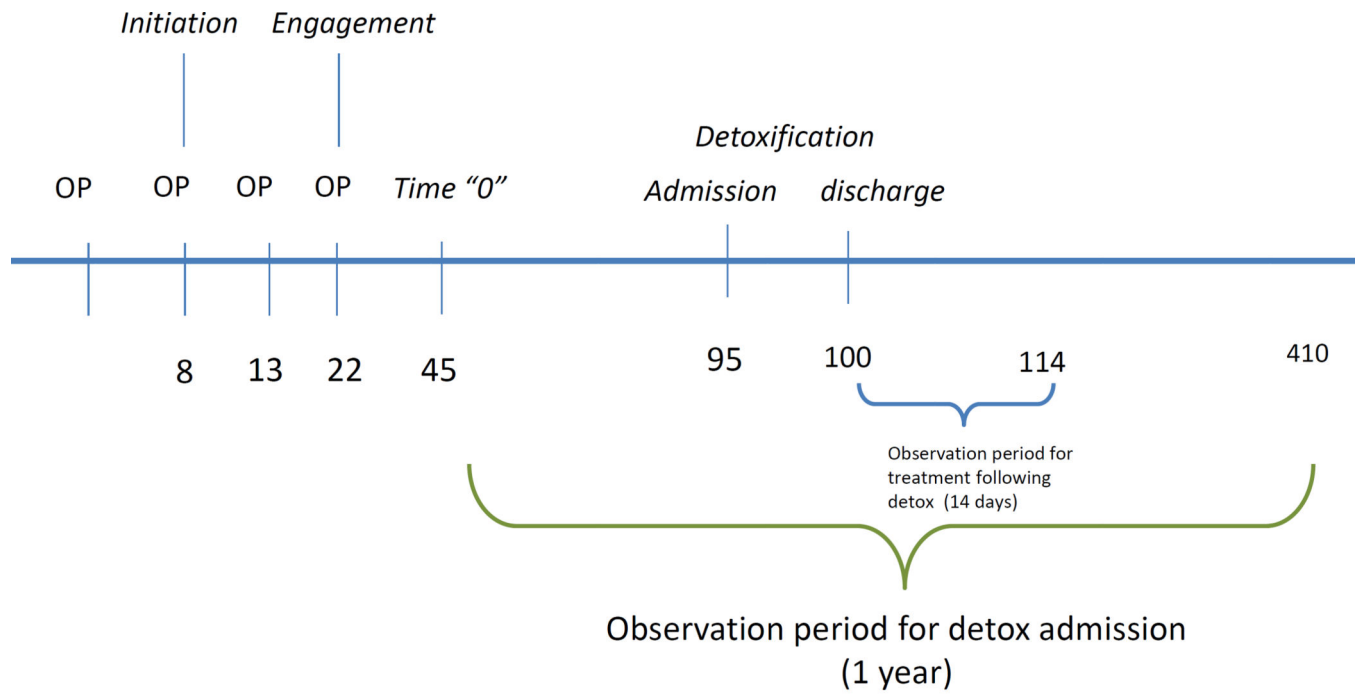 Initiation Engagement
Detoxification
OP OP OP OP Time “0” Admission discharge
8 13 22 45 95 100 114 410
Observation period for
treatment following
detox (14 days)
Observation period for detox admission
(1 year)